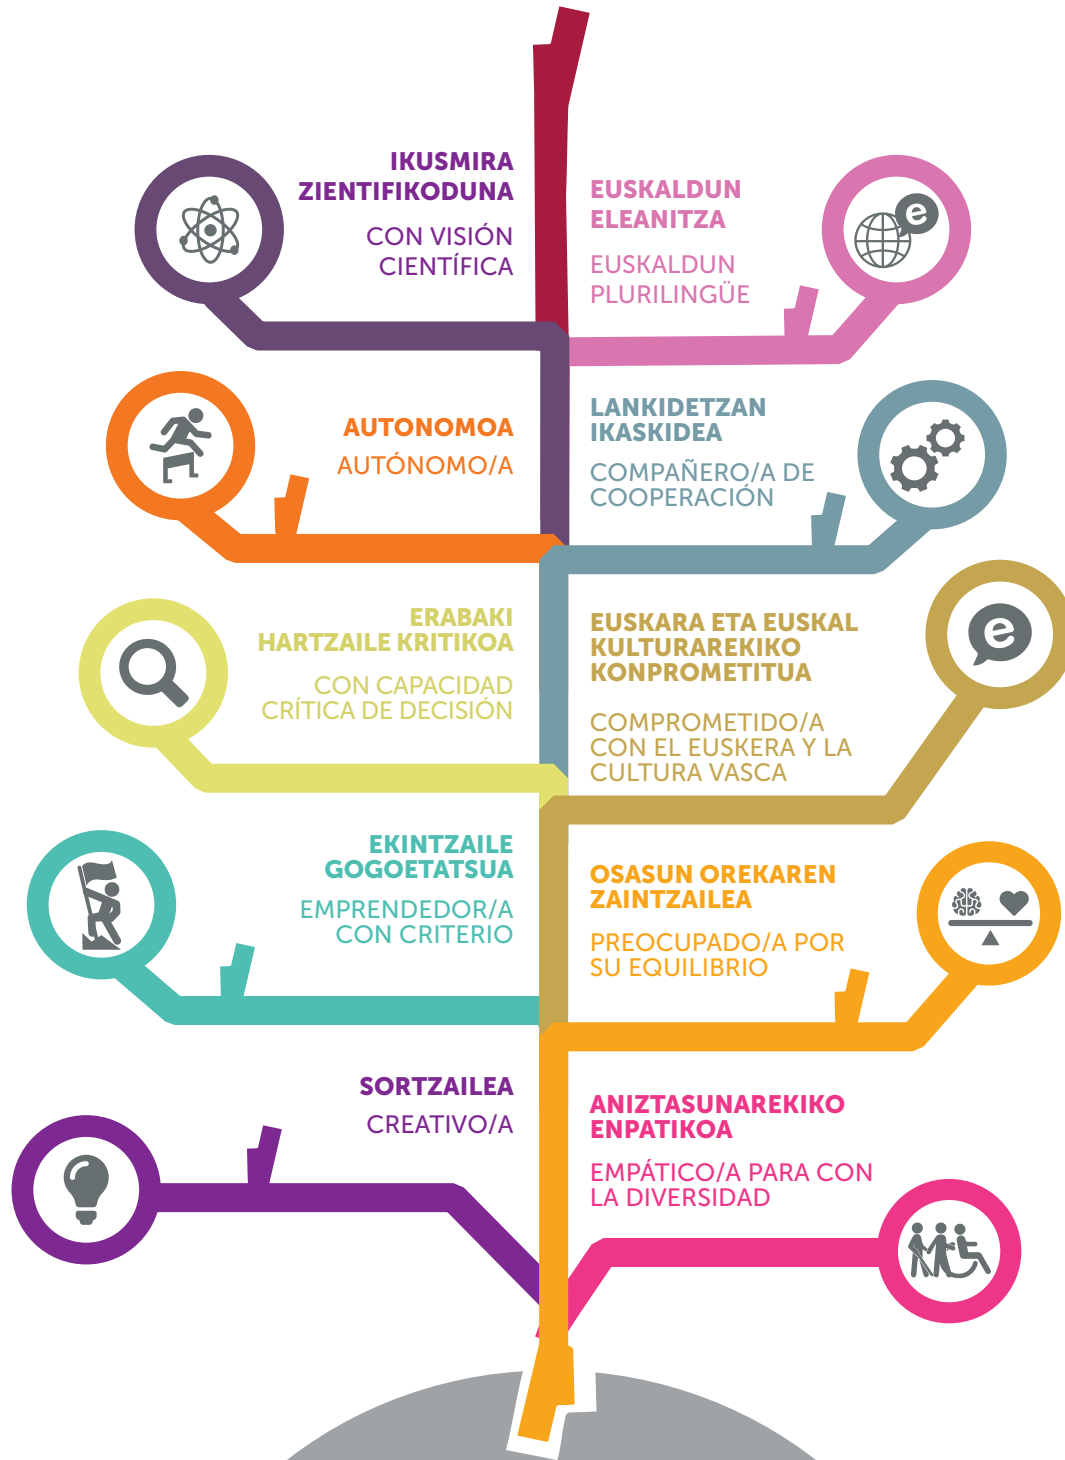 IKUSMIRA
ZIENTIFIKODUNA
CON VISIÓN
CIENTÍFICA
EUSKALDUN
ELEANITZA
EUSKALDUN
PLURILINGÜE
e
AUTONOMOA
AUTÓNOMO/A
LANKIDETZAN
IKASKIDEA
COMPAÑERO/A DE
COOPERACIÓN
ERABAKI
HARTZAILE KRITIKOA
CON CAPACIDAD
CRÍTICA DE DECISIÓN
EUSKARA ETA EUSKAL
KULTURAREKIKO
KONPROMETITUA
COMPROMETIDO/A
CON EL EUSKERA Y LA
CULTURA VASCA
e
EKINTZAILE
GOGOETATSUA
EMPRENDEDOR/A
CON CRITERIO
OSASUN OREKAREN
ZAINTZAILEA
PREOCUPADO/A POR
SU EQUILIBRIO
SORTZAILEA
CREATIVO/A
ANIZTASUNAREKIKO
ENPATIKOA
EMPÁTICO/A PARA CON
LA DIVERSIDAD